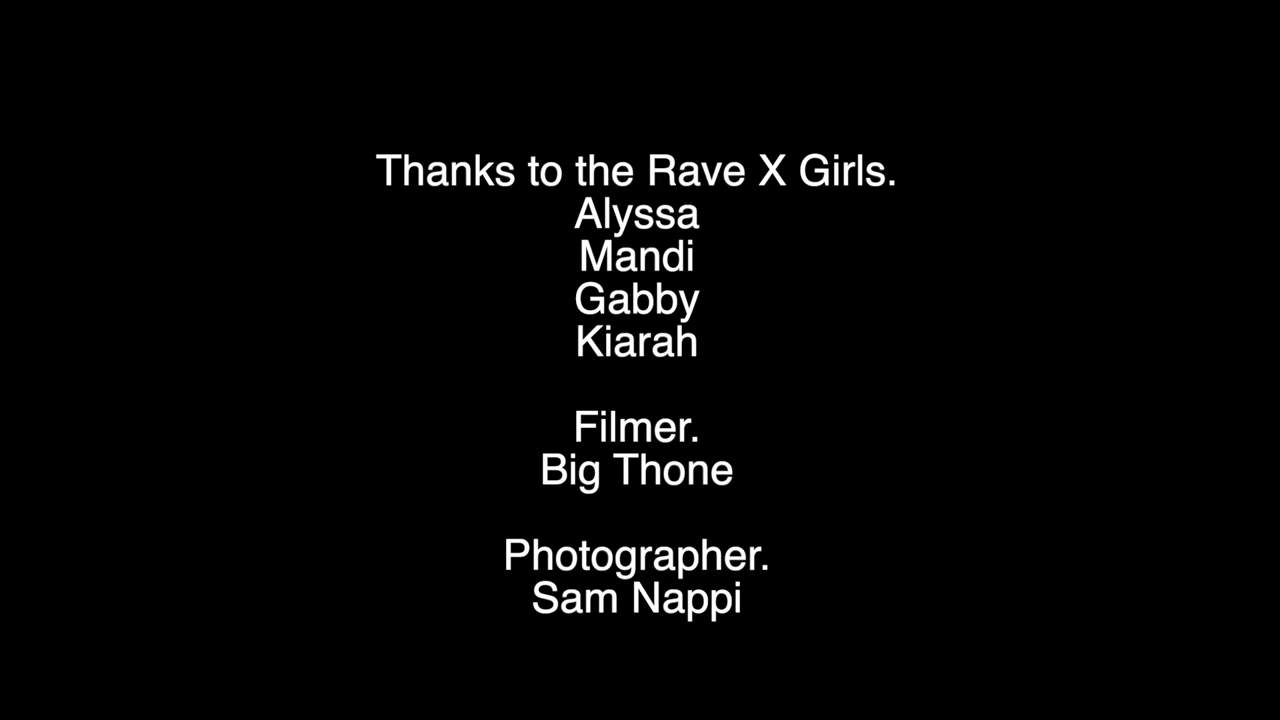 Thanks to the Rave X Girls.
Alyssa
Mandi
Gabby
Kiarah
Filmer.
Big Thone
Photographer.
Sam Nappi